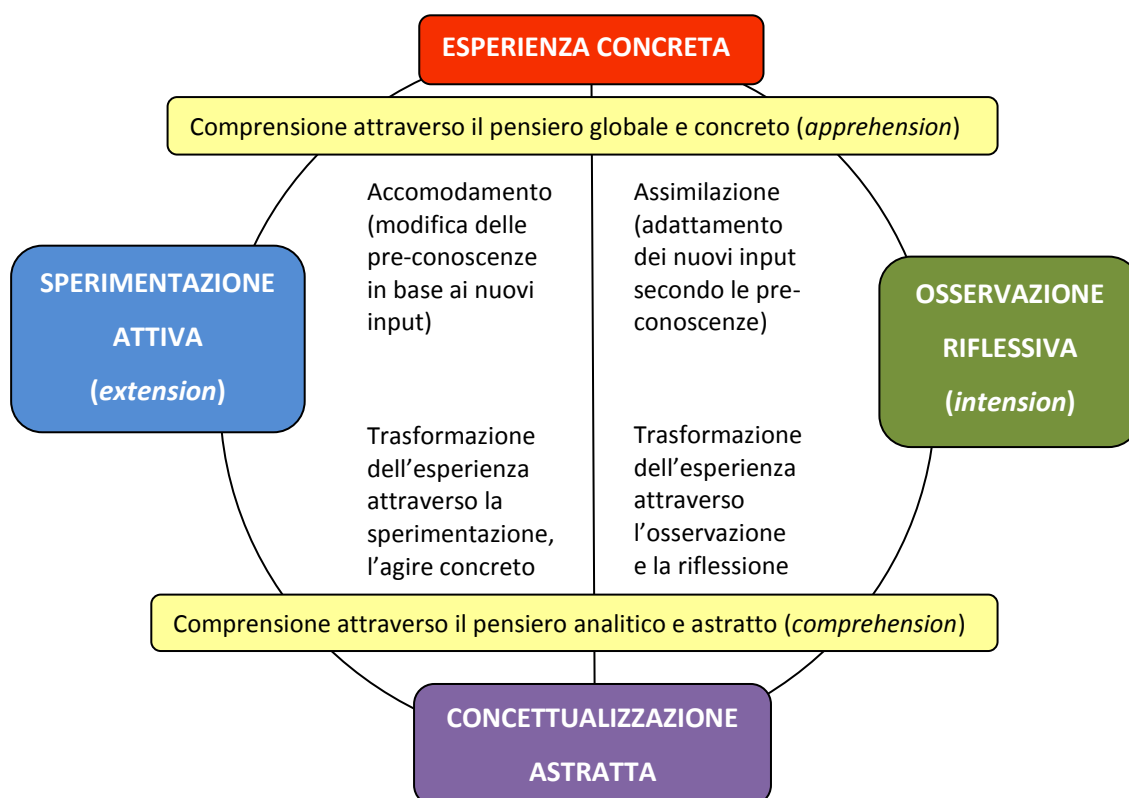 ESPERIENZA CONCRETA
Comprensione attraverso il pensiero globale e concreto (apprehension)
Accomodamento
(modifica delle
pre-conoscenze
in base ai nuovi
input)
Assimilazione
(adattamento
dei nuovi input
secondo le pre-
conoscenze)
SPERIMENTAZIONE
ATTIVA
(extension)
OSSERVAZIONE
RIFLESSIVA
(intension)
Trasformazione
dell’esperienza
attraverso la
sperimentazione,
l’agire concreto
Trasformazione
dell’esperienza
attraverso
l’osservazione
e la riflessione
Comprensione attraverso il pensiero analitico e astratto (comprehension)
CONCETTUALIZZAZIONE
ASTRATTA